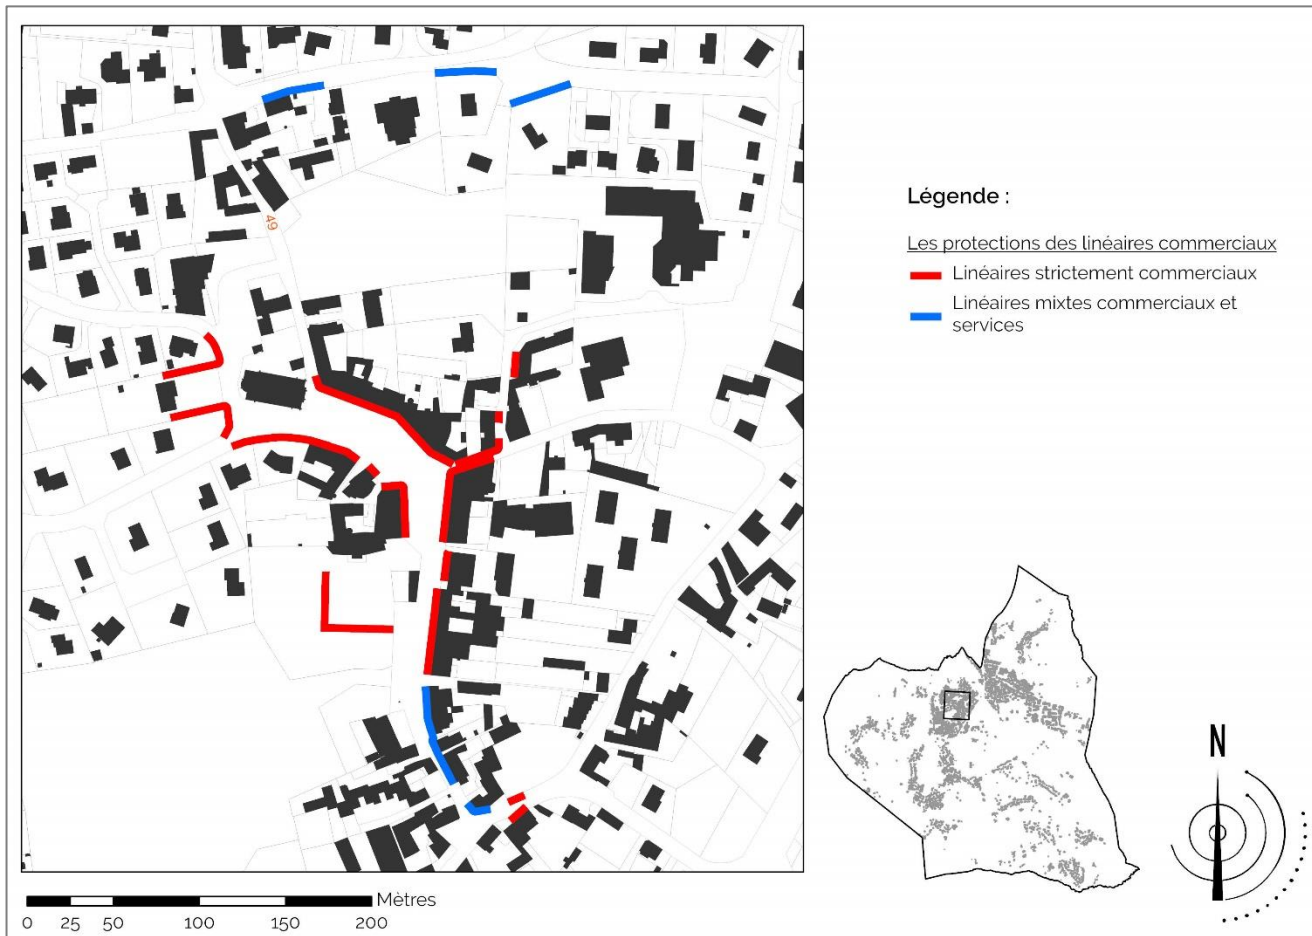 49
Légende :
Les protections des linéaires commerciaux
Linéaires strictement commerciaux
Linéaires mixtes commerciaux et
services
N
Mètres
0 25 50 100 150 200